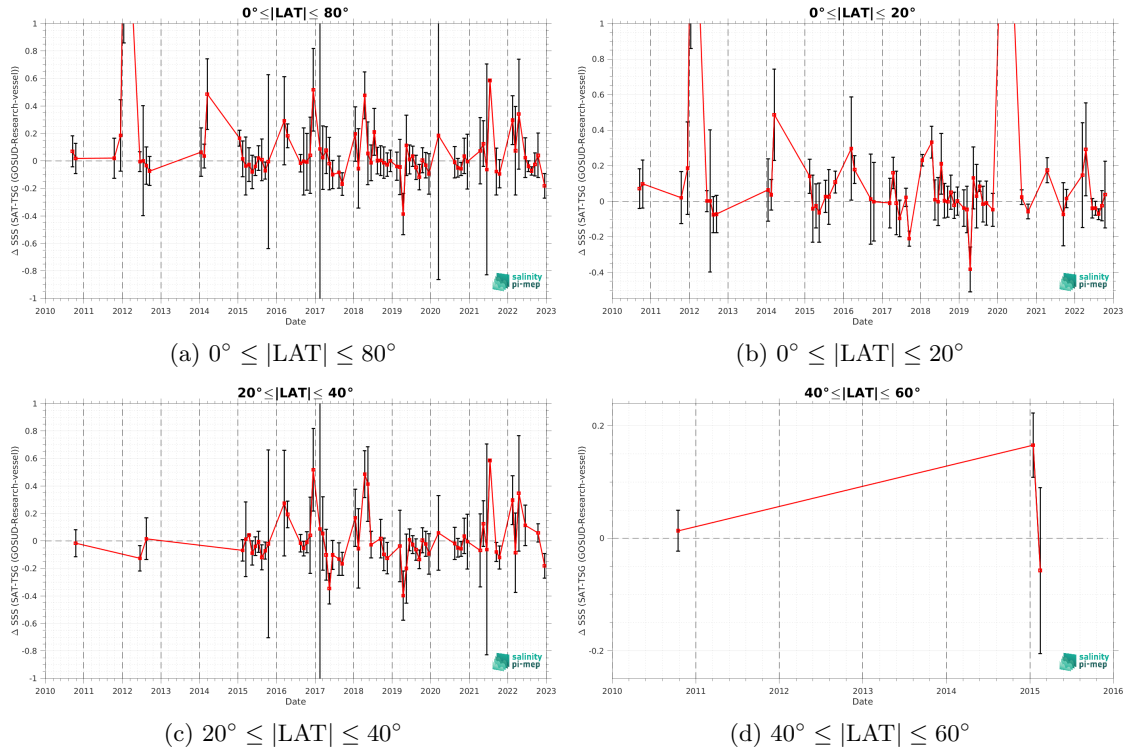 0°≤|LAT|≤ 80°
Δ SSS (SAT-TSG (GOSUD-Research-vessel))
1
0.8
0.6
0.4
0.2
0
-0.2
-0.4
-0.6
-0.8
-1
2010 2011 2012 2013 2014 2015 2016 2017 2018 2019 2020 2021 2022 2023
Date
salinity
pi-mep
(a) 0° ≤ |LAT| ≤ 80°
0°≤|LAT|≤ 20°
Δ SSS (SAT-TSG (GOSUD-Research-vessel))
1
0.8
0.6
0.4
0.2
0
-0.2
-0.4
2010 2011 2012 2013 2014 2015 2016 2017 2018 2019 2020 2021 2022 2023
Date
salinity
pi-mep
(b) 0° ≤ |LAT| ≤ 20°
20°≤|LAT|≤ 40°
Δ SSS (SAT-TSG (GOSUD-Research-vessel))
1
0.8
0.6
0.4
0.2
0
-0.2
-0.4
-0.6
-0.8
-1
2010 2011 2012 2013 2014 2015 2016 2017 2018 2019 2020 2021 2022 2023
Date
salinity
pi-mep
(c) 20° ≤ |LAT| ≤ 40°
40°≤|LAT|≤ 60°
Δ SSS (SAT-TSG (GOSUD-Research-vessel))
0.2
0
-0.2
2010 2011 2012 2013 2014 2015 2016
Date
salinity
pi-mep
(d) 40° ≤ |LAT| ≤ 60°